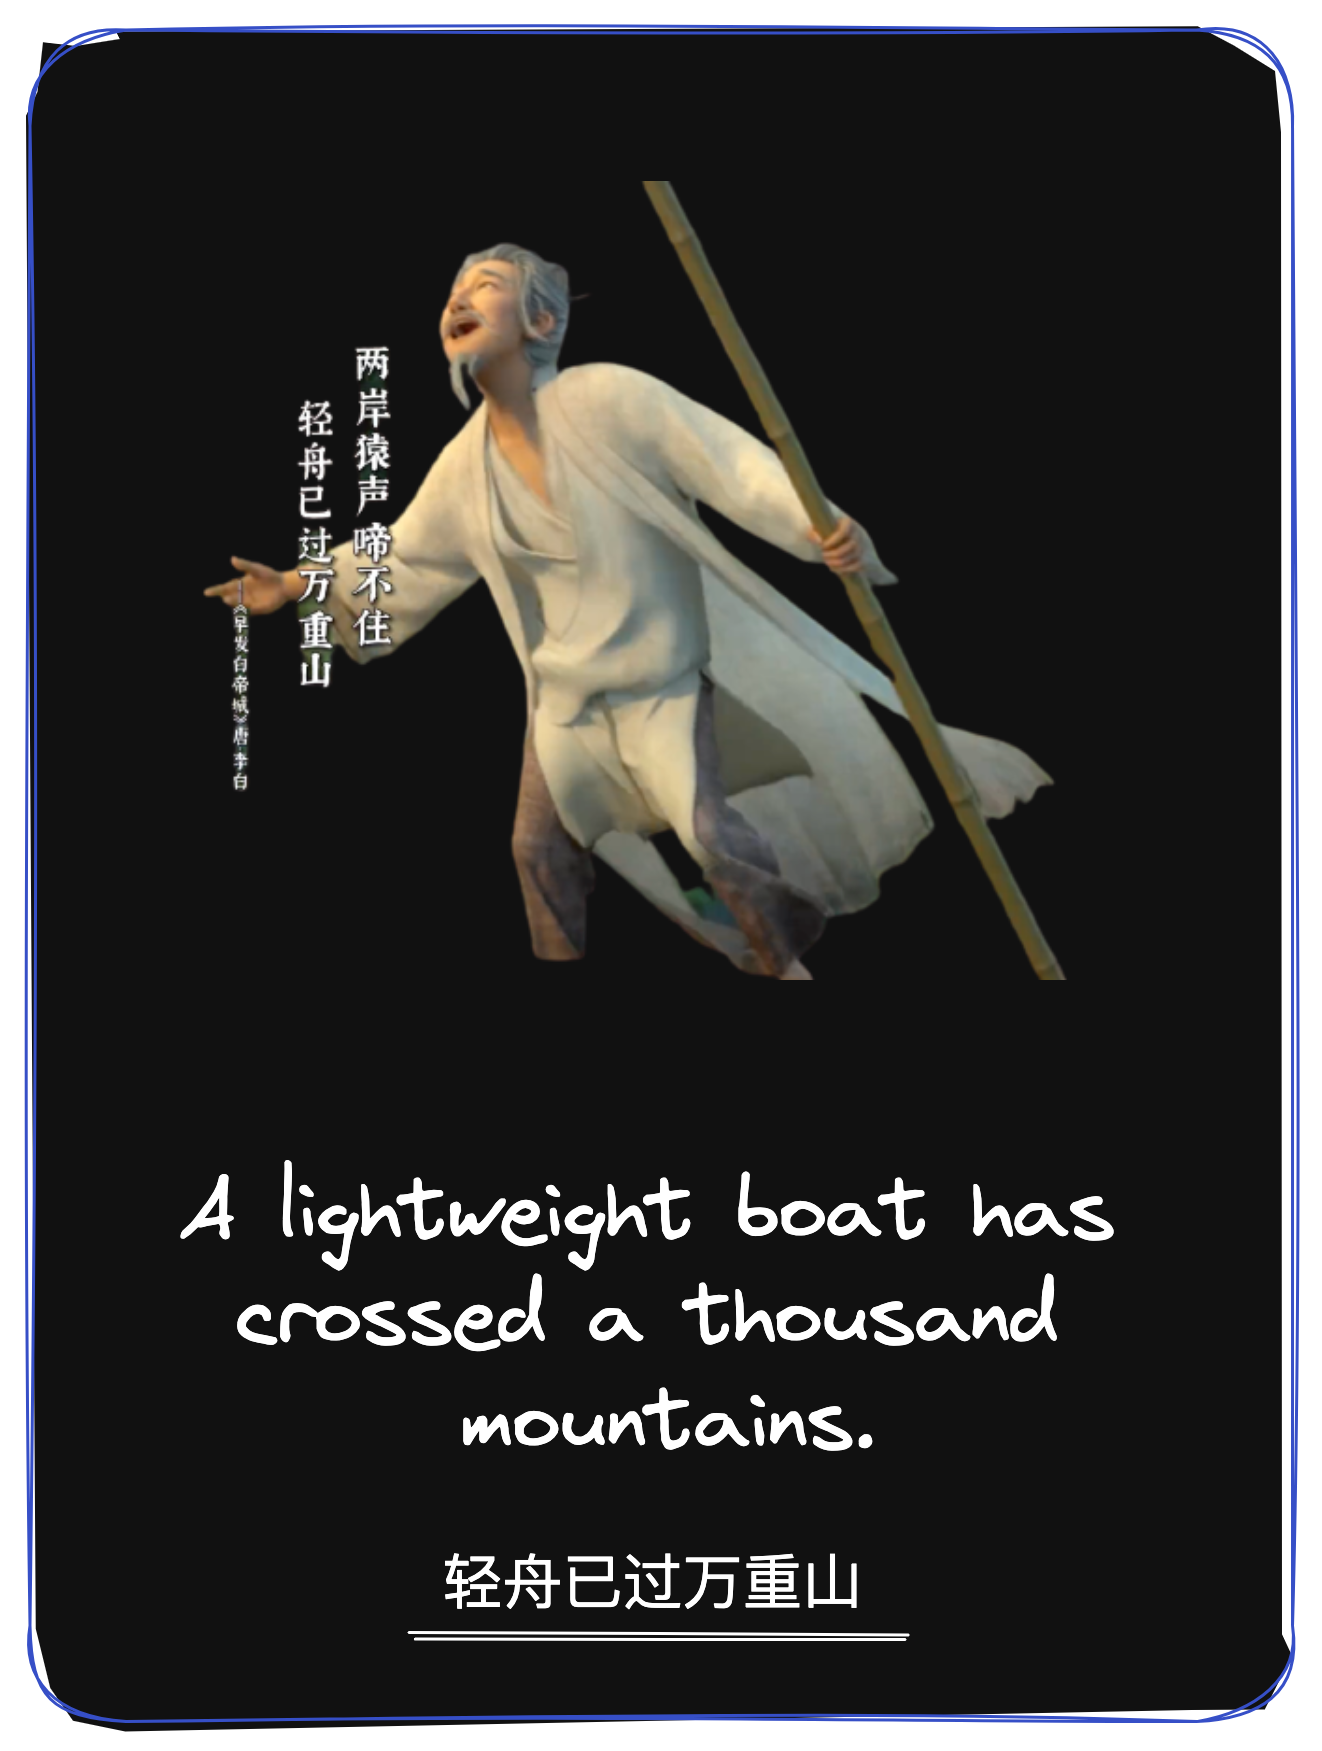 两岸猿声啼不住
轻舟已过万重山
——《早发白帝城》唐·李白
A lightweight boat has
crossed a thousand
mountains.
轻舟已过万重山